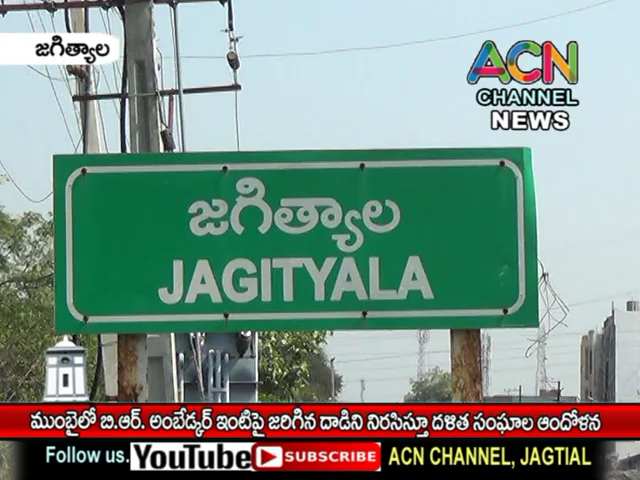 జగిత్యాల
ACN
CHANNEL
NEWS
జగిత్యాల
JAGITYALA
ముంబైలో బి.ఆర్. అంబేడ్కర్ ఇంటిపై జరిగిన దాడిని నిరసిస్తూ దళిత సంఘాల ఆందోళన
Follow us. YouTube SUBSCRIBE ACN CHANNEL, JAGTIAL